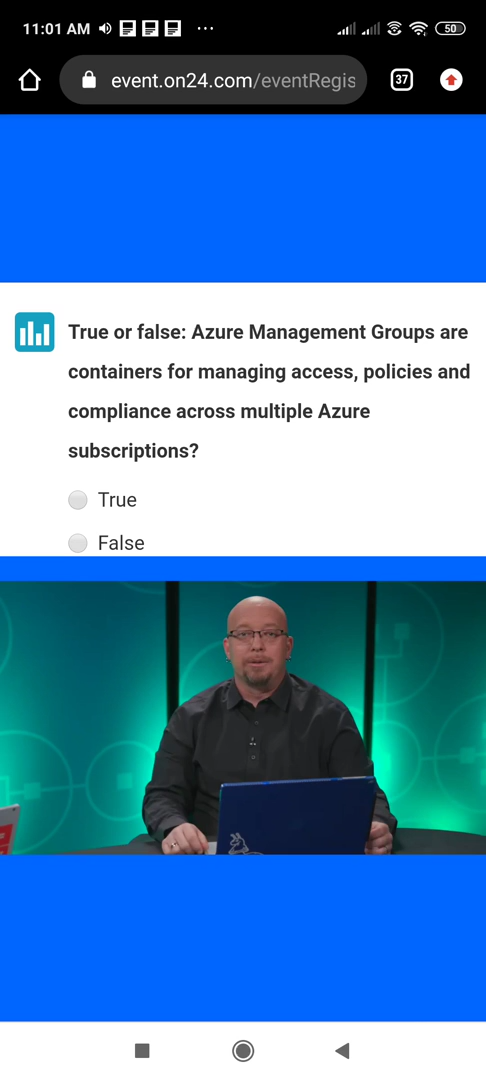 11:01 AM
50
event.on24.com/eventRegis
37
True or false: Azure Management Groups are
containers for managing access, policies and
compliance across multiple Azure
subscriptions?
True
False